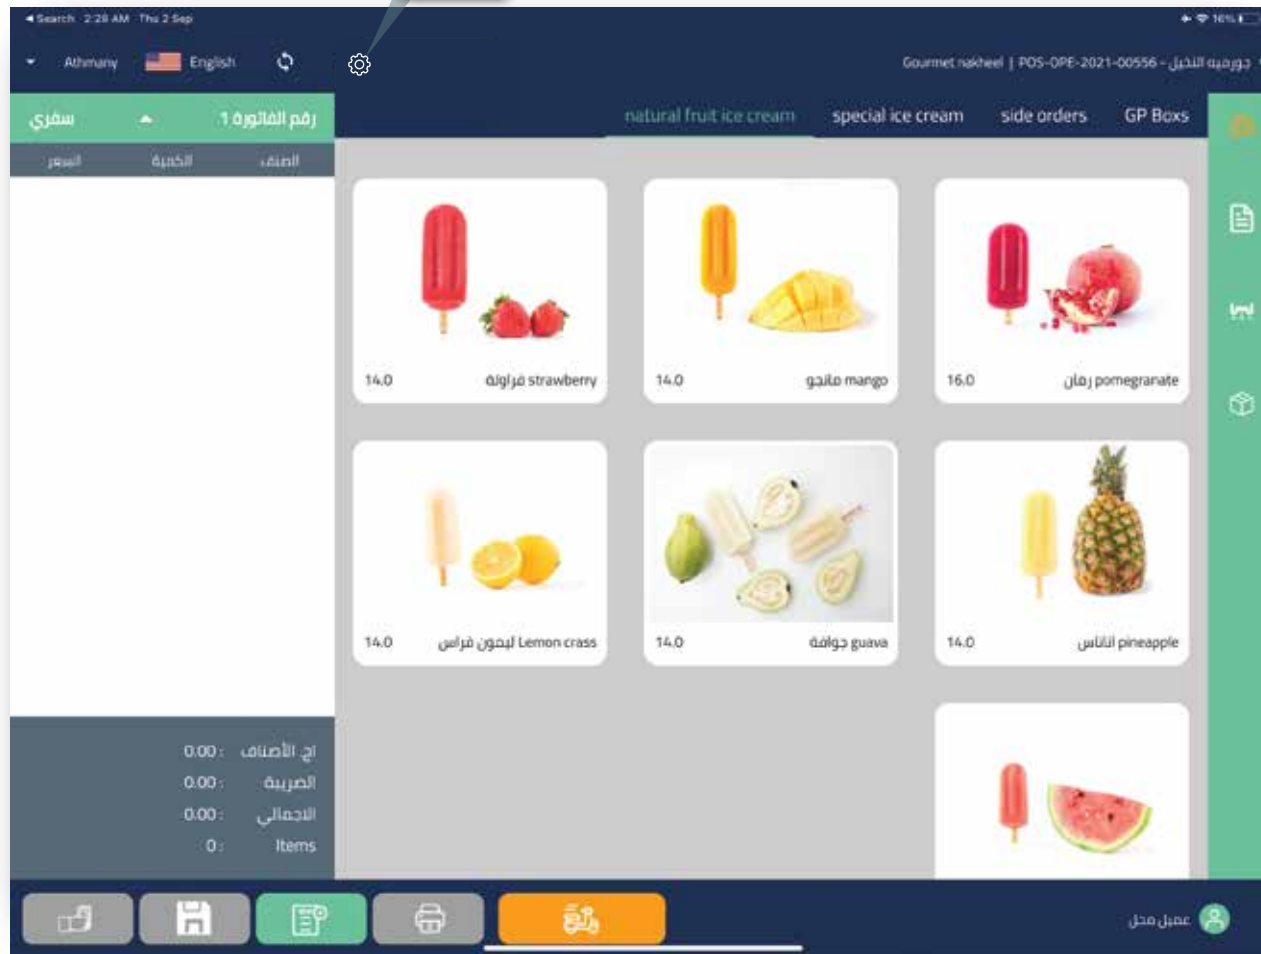 Search 2:28 AM Thu 2 Sep
16%
Athmany English
Gourmet nakheel | POS-OPE-2021-00556 - جورميه النخيل
natural fruit ice cream special ice cream side orders GP Boxs
رقم الفاتورة 1 سفري
الصنف الكمية السعر
14.0 فراولة strawberry
14.0 مانجو mango
16.0 رمان pomegranate
14.0 ليمون قراس Lemon crass
14.0 جوافة guava
14.0 اناناس pineapple
اج. الأصناف : 0.00
الضريبة : 0.00
الاجمالي : 0.00
Items : 0
عميل محل